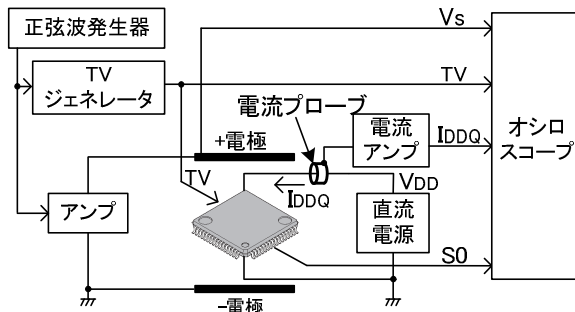 正弦波発生器
Vs
TV
ジェネレータ
TV
電流プローブ
電流
アンプ
IDDQ
オシロ
スコープ
+電極
TV
IDDQ
VDD
アンプ
直流
電源
SO
−電極